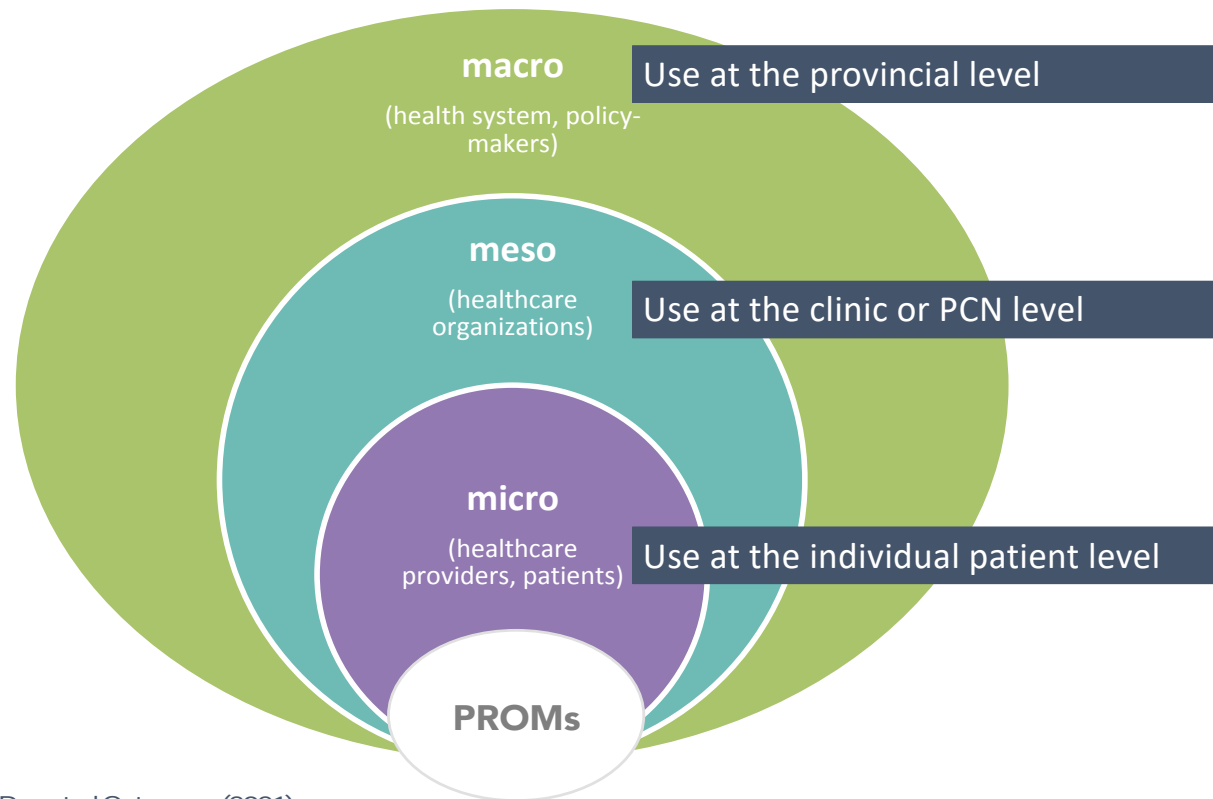 macro
Use at the provincial level
(health system, policy-
makers)
meso
(healthcare
organizations)
Use at the clinic or PCN level
micro
(healthcare
providers, patients)
Use at the individual patient level
PROMs